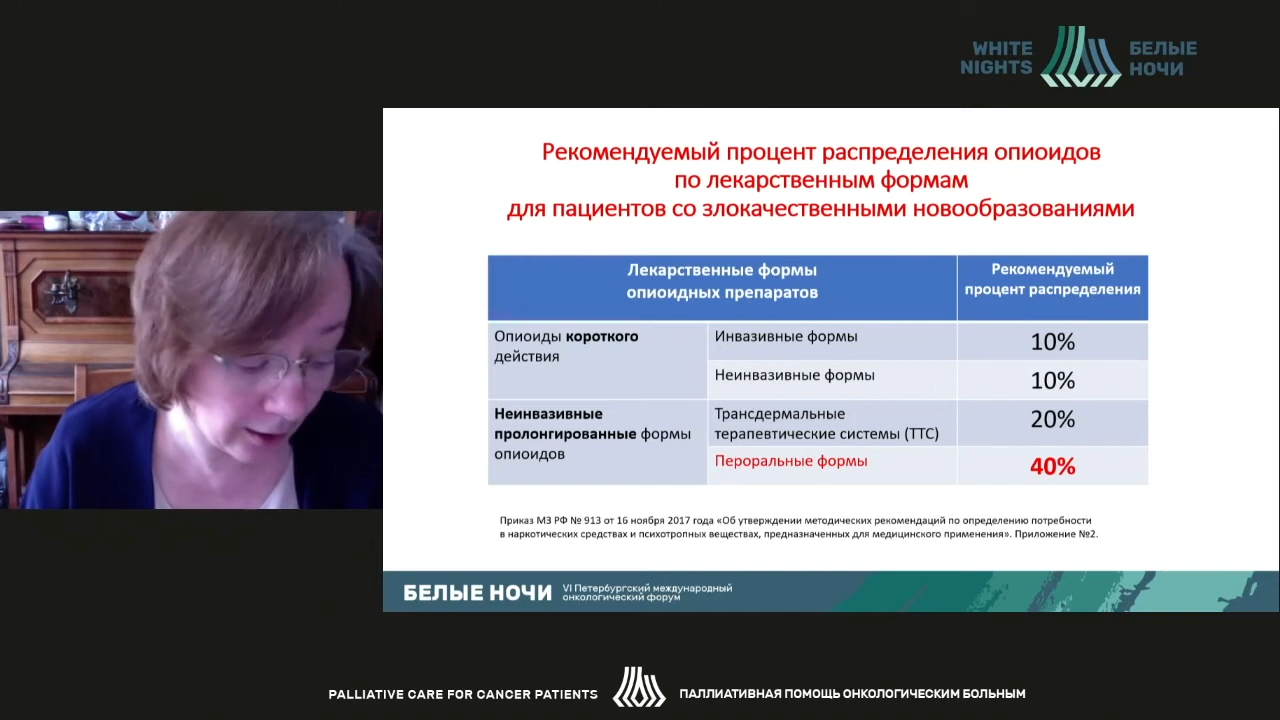 WHITE
NIGHTS
БЕЛЫЕ
НОЧИ
Рекомендуемый процент распределения опиоидов
по лекарственным формам
для пациентов со злокачественными новообразованиями
Лекарственные формы
опиоидных препаратов
Рекомендуемый
процент распределения
Опиоиды короткого
действия
Инвазивные формы
10%
Неинвазивные формы
10%
Неинвазивные
пролонгированные формы
опиоидов
Трансдермальные
терапевтические системы (ТТС)
20%
Пероральные формы
40%
Приказ МЗ РФ № 913 от 16 ноября 2017 года «Об утверждении методических рекомендаций по определению потребности
в наркотических средствах и психотропных веществах, предназначенных для медицинского применения». Приложение №2.
БЕЛЫЕ НОЧИ
VI Петербургский международный
онкологический форум
PALLIATIVE CARE FOR CANCER PATIENTS
ПАЛЛИАТИВНАЯ ПОМОЩЬ ОНКОЛОГИЧЕСКИМ БОЛЬНЫМ